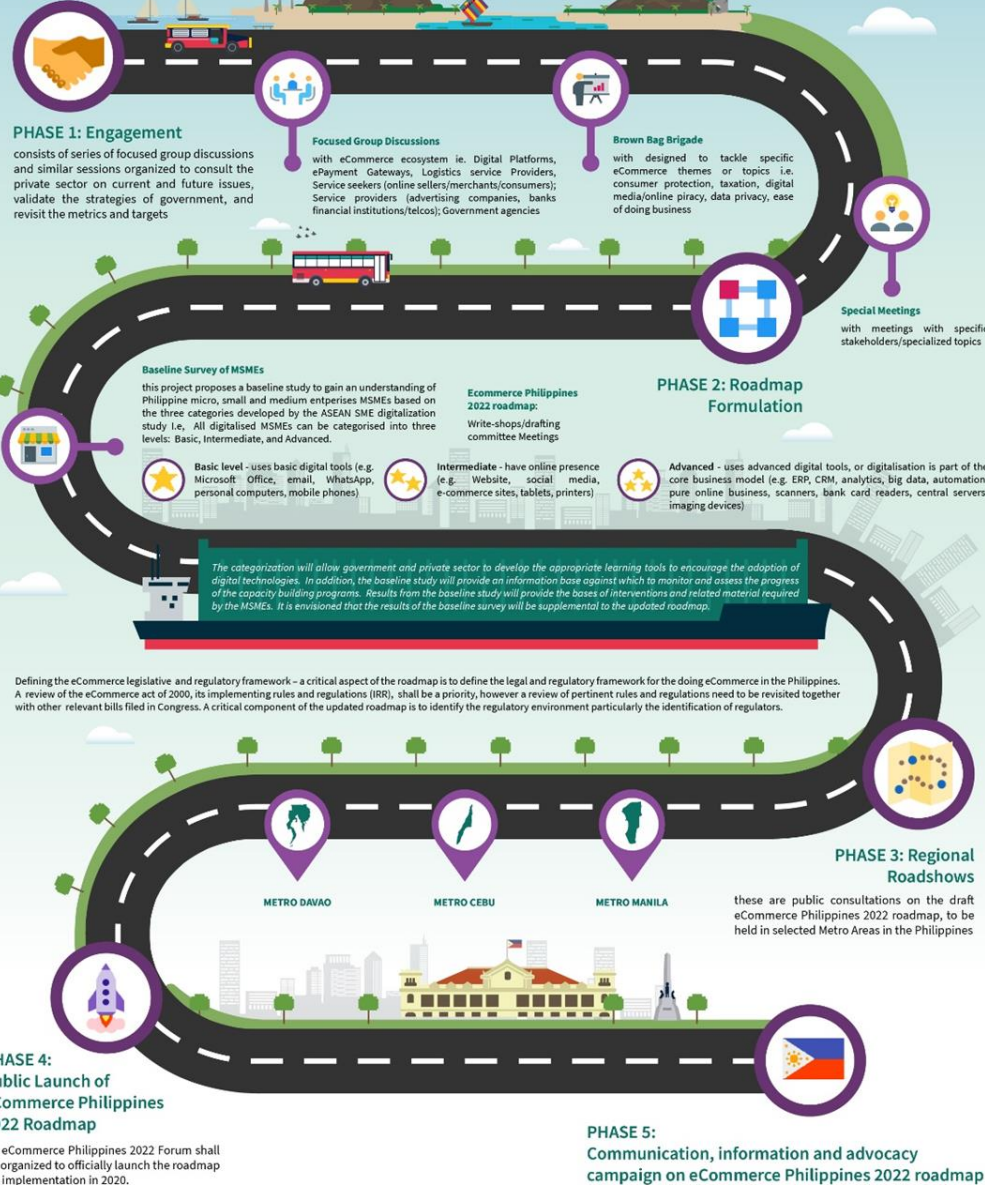 PHASE 1: Engagement
consists of series of focused group discussions
and similar sessions organized to consult the
private sector on current and future issues,
validate the strategies of government, and
revisit the metrics and targets
Focused Group Discussions
with eCommerce ecosystem ie. Digital Platforms,
ePayment Gateways, Logistics service Providers,
Service seekers (online sellers/merchants/consumers);
Service providers (advertising companies, banks
financial institutions/telcos); Government agencies
Brown Bag Brigade
with designed to tackle specific
eCommerce themes or topics i.e.
consumer protection, taxation, digital
media/online piracy, data privacy, ease
of doing business
Special Meetings
with meetings with specific
stakeholders/specialized topics
PHASE 2: Roadmap
Formulation
Baseline Survey of MSMEs
this project proposes a baseline study to gain an understanding of
Philippine micro, small and medium entperises MSMEs based on
the three categories developed by the ASEAN SME digitalization
study I.e, All digitalised MSMEs can be categorised into three
levels: Basic, Intermediate, and Advanced.
Ecommerce Philippines
2022 roadmap:
Write-shops/drafting
committee Meetings
Basic level - uses basic digital tools (e.g.
Microsoft Office, email, WhatsApp,
personal computers, mobile phones)
Intermediate - have online presence
(e.g. Website, social media,
e-commerce sites, tablets, printers)
Advanced - uses advanced digital tools, or digitalisation is part of the
core business model (e.g. ERP, CRM, analytics, big data, automation
pure online business, scanners, bank card readers, central servers
imaging devices)
The categorization will allow government and private sector to develop the appropriate learning tools to encourage the adoption of
digital technologies. In addition, the baseline study will provide an information base against which to monitor and assess the progress
of the capacity building programs. Results from the baseline study will provide the bases of interventions and related material required
by the MSMEs. It is envisioned that the results of the baseline survey will be supplemental to the updated roadmap.
Defining the eCommerce legislative and regulatory framework – a critical aspect of the roadmap is to define the legal and regulatory framework for the doing eCommerce in the Philippines.
A review of the eCommerce act of 2000, its implementing rules and regulations (IRR), shall be a priority, however a review of pertinent rules and regulations need to be revisited together
with other relevant bills filed in Congress. A critical component of the updated roadmap is to identify the regulatory environment particularly the identification of regulators.
METRO DAVAO
METRO CEBU
METRO MANILA
PHASE 3: Regional
Roadshows
these are public consultations on the draft
eCommerce Philippines 2022 roadmap, to be
held in selected Metro Areas in the Philippines
HASE 4:
blic Launch of
Commerce Philippines
22 Roadmap
eCommerce Philippines 2022 Forum shall
organized to officially launch the roadmap
implementation in 2020.
PHASE 5:
Communication, information and advocacy
campaign on eCommerce Philippines 2022 roadmap